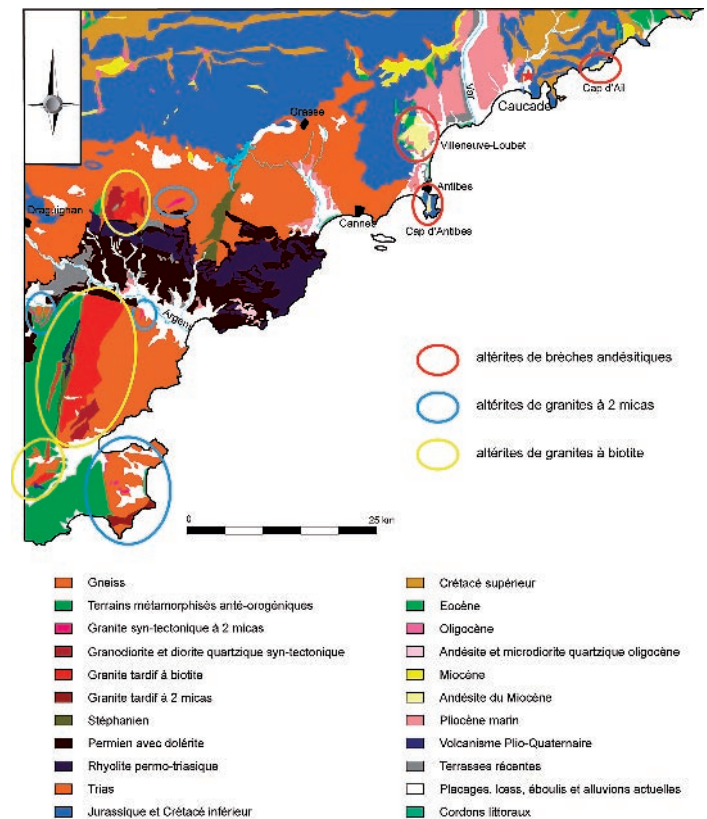 Grasse
Var
Caucade
Cap d'Ail
Villeneuve-Loubet
Antibes
Cannes
Cap d'Antibes
Draguignan
Argens
altérites de brèches andésitiques
altérites de granites à 2 micas
altérites de granites à biotite
0 25 km
Gneiss
Terrains métamorphisés anté-orogéniques
Granite syn-tectonique à 2 micas
Granodiorite et diorite quartzique syn-tectonique
Granite tardif à biotite
Granite tardif à 2 micas
Stéphanien
Permien avec dolérite
Rhyolite permo-triasique
Trias
Jurassique et Crétacé inférieur
Crétacé supérieur
Eocène
Oligocène
Andésite et microdiorite quartzique oligocène
Miocène
Andésite du Miocène
Pliocène marin
Volcanisme Plio-Quaternaire
Terrasses récentes
Placages, lœss, éboulis et alluvions actuelles
Cordons littoraux